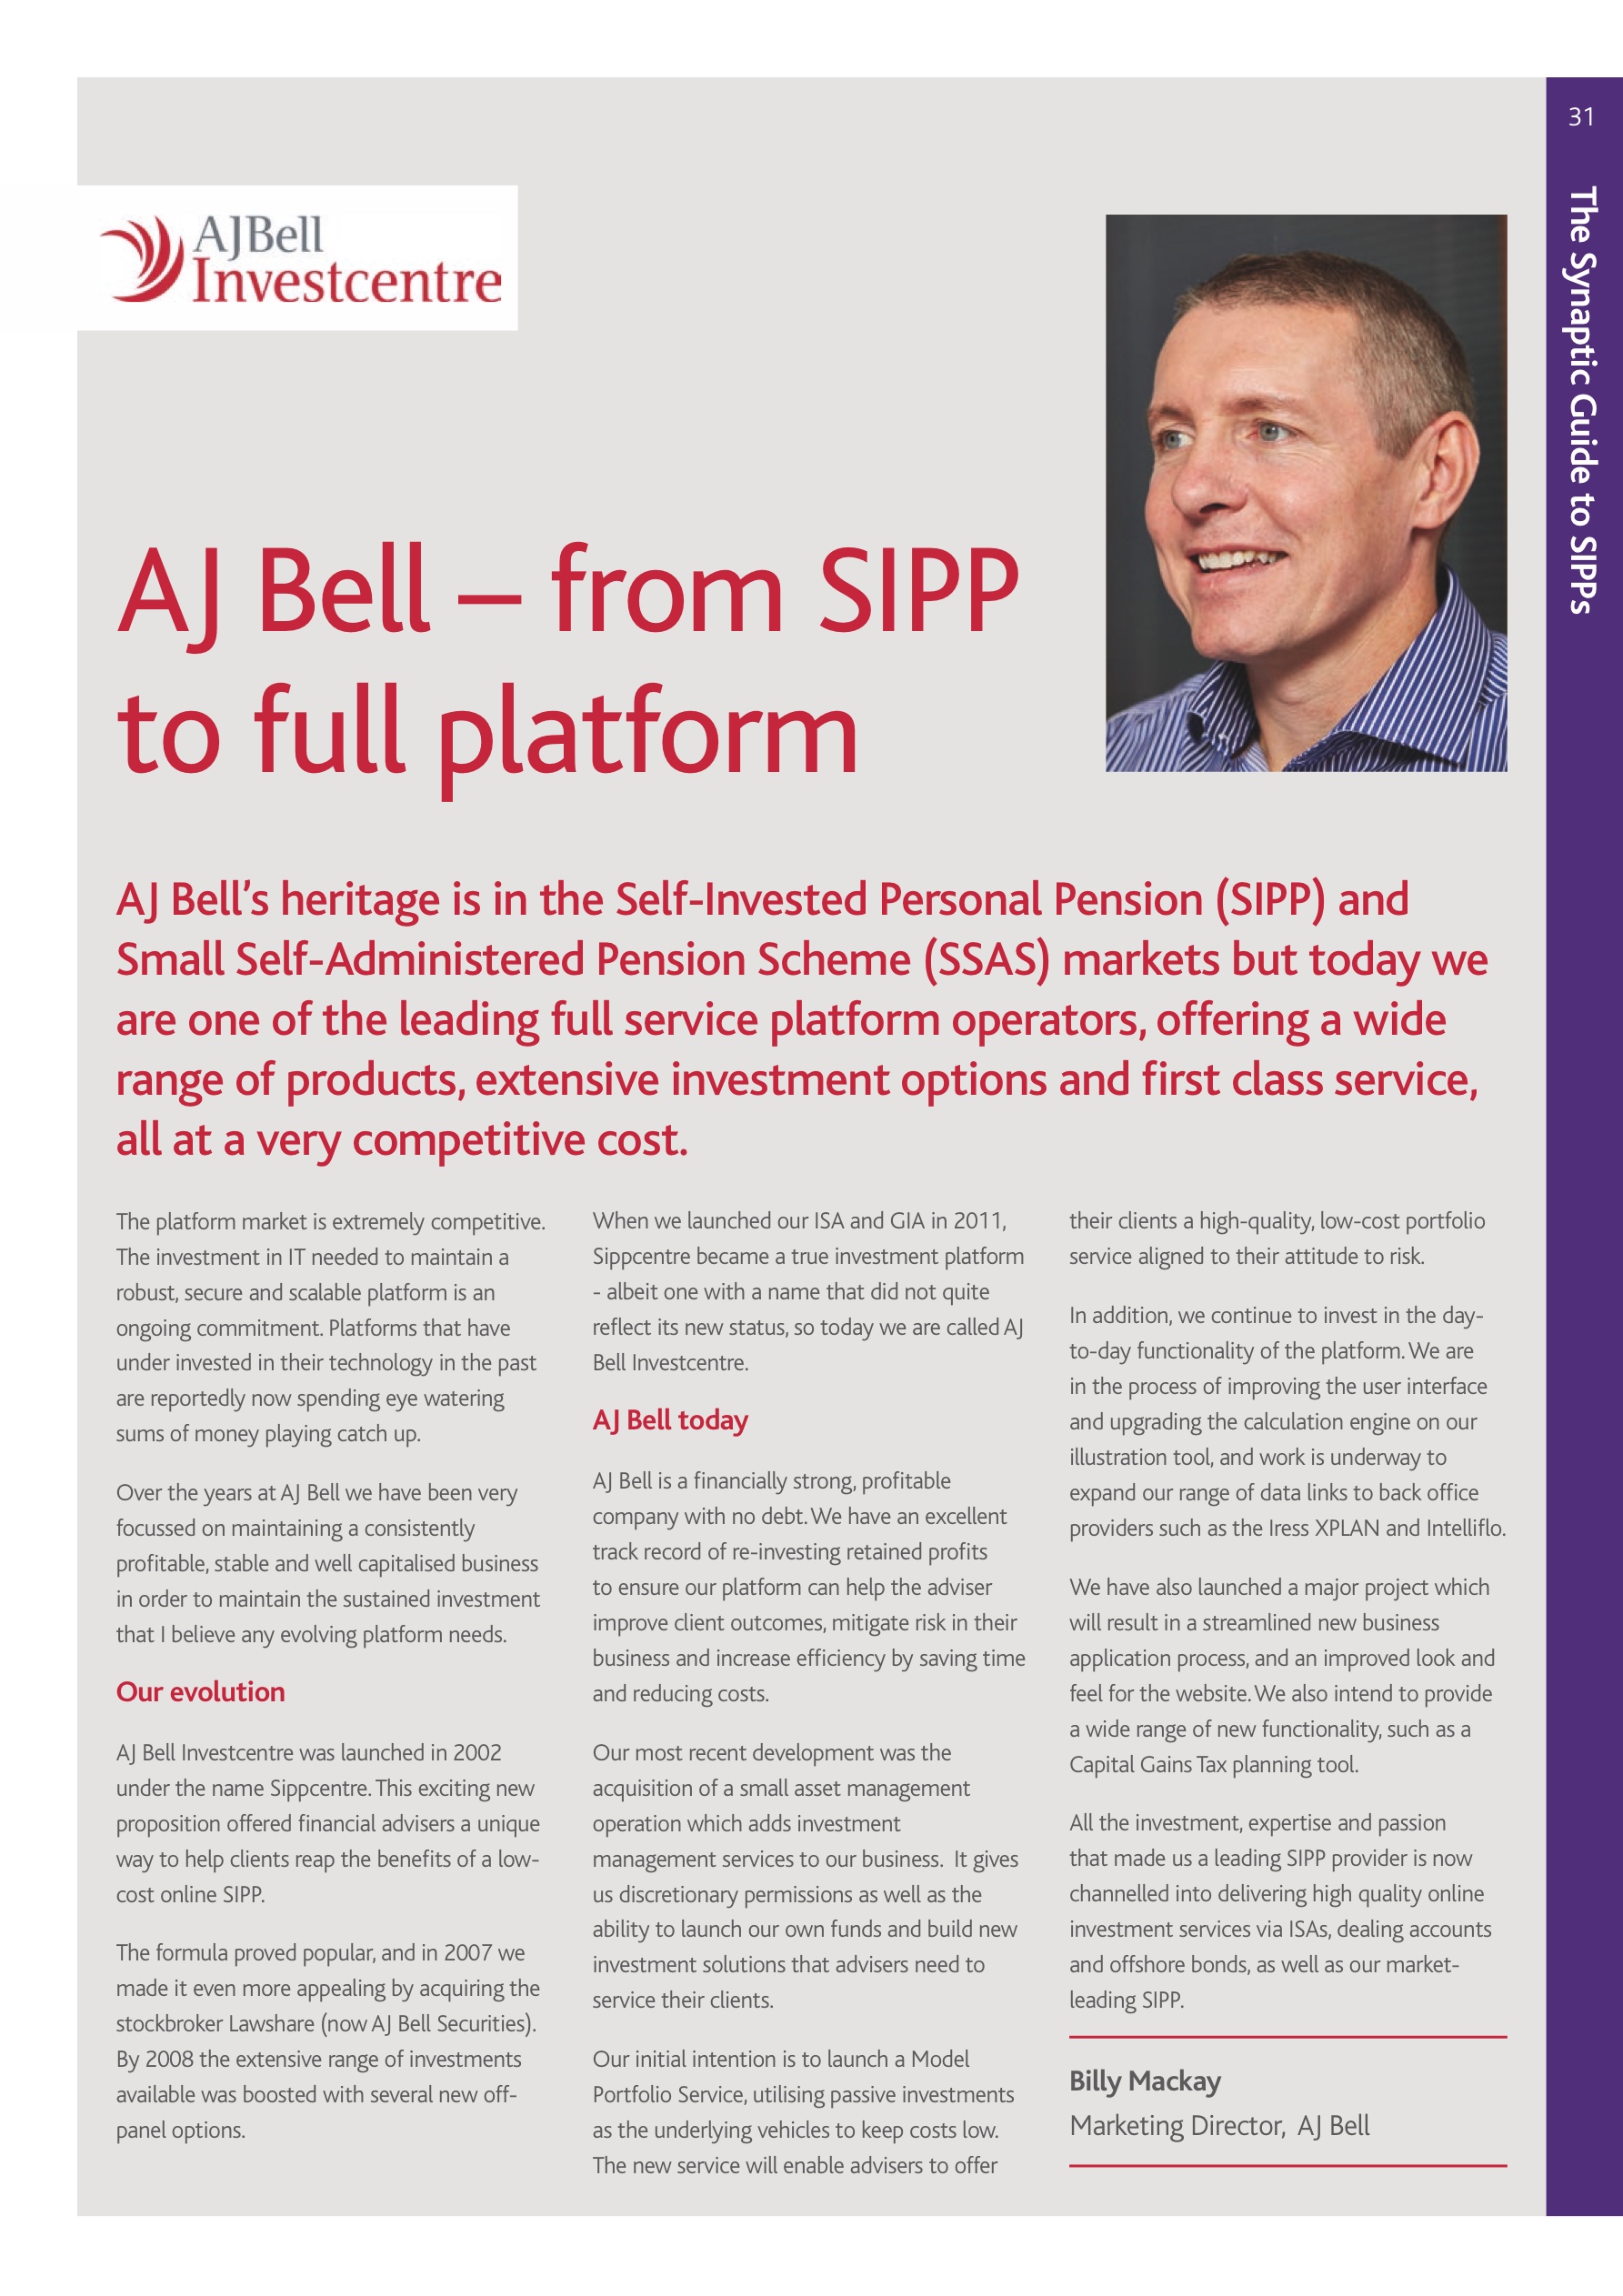 31
The Synaptic Guide to SIPPs
AJBell
Investcentre
AJ Bell – from SIPP
to full platform
AJ Bell’s heritage is in the Self-Invested Personal Pension (SIPP) and
Small Self-Administered Pension Scheme (SSAS) markets but today we
are one of the leading full service platform operators, offering a wide
range of products, extensive investment options and first class service,
all at a very competitive cost.
The platform market is extremely competitive.
The investment in IT needed to maintain a
robust, secure and scalable platform is an
ongoing commitment. Platforms that have
under invested in their technology in the past
are reportedly now spending eye watering
sums of money playing catch up.
Over the years at AJ Bell we have been very
focussed on maintaining a consistently
profitable, stable and well capitalised business
in order to maintain the sustained investment
that I believe any evolving platform needs.
Our evolution
AJ Bell Investcentre was launched in 2002
under the name Sippcentre. This exciting new
proposition offered financial advisers a unique
way to help clients reap the benefits of a low-
cost online SIPP.
The formula proved popular, and in 2007 we
made it even more appealing by acquiring the
stockbroker Lawshare (now AJ Bell Securities).
By 2008 the extensive range of investments
available was boosted with several new off-
panel options.
When we launched our ISA and GIA in 2011,
Sippcentre became a true investment platform
- albeit one with a name that did not quite
reflect its new status, so today we are called AJ
Bell Investcentre.
AJ Bell today
AJ Bell is a financially strong, profitable
company with no debt. We have an excellent
track record of re-investing retained profits
to ensure our platform can help the adviser
improve client outcomes, mitigate risk in their
business and increase efficiency by saving time
and reducing costs.
Our most recent development was the
acquisition of a small asset management
operation which adds investment
management services to our business.  It gives
us discretionary permissions as well as the
ability to launch our own funds and build new
investment solutions that advisers need to
service their clients.
Our initial intention is to launch a Model
Portfolio Service, utilising passive investments
as the underlying vehicles to keep costs low.
The new service will enable advisers to offer
their clients a high-quality, low-cost portfolio
service aligned to their attitude to risk.
In addition, we continue to invest in the day-
to-day functionality of the platform. We are
in the process of improving the user interface
and upgrading the calculation engine on our
illustration tool, and work is underway to
expand our range of data links to back office
providers such as the Iress XPLAN and Intelliflo.
We have also launched a major project which
will result in a streamlined new business
application process, and an improved look and
feel for the website. We also intend to provide
a wide range of new functionality, such as a
Capital Gains Tax planning tool.
All the investment, expertise and passion
that made us a leading SIPP provider is now
channelled into delivering high quality online
investment services via ISAs, dealing accounts
and offshore bonds, as well as our market-
leading SIPP.
Billy Mackay
Marketing Director,  AJ Bell